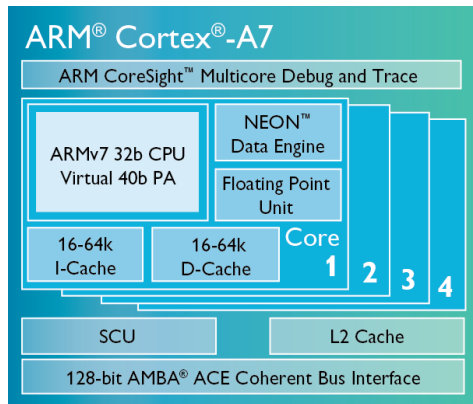 ARM® Cortex®-A7
ARM CoreSight™ Multicore Debug and Trace
ARMv7 32b CPU
Virtual 40b PA
NEON™
Data Engine
Floating Point
Unit
16-64k
I-Cache
16-64k
D-Cache
Core
1
2
3
4
SCU
L2 Cache
128-bit AMBA® ACE Coherent Bus Interface